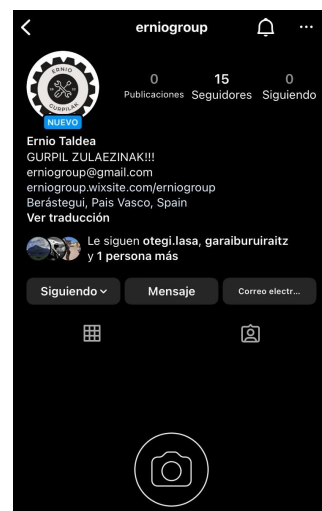 erniogroup
ERNIO
GURPILAK
NUEVO
0 15 0
Publicaciones Seguidores Siguiendo
Ernio Taldea
GURPIL ZULAEZINAK!!!
erniogroup@gmail.com
erniogroup.wixsite.com/erniogroup
Berástegui, Pais Vasco, Spain
Ver traducción
Le siguen otegi.lasa, garaiburuiraitz
y 1 persona más
Siguiendo Mensaje Correo electr...